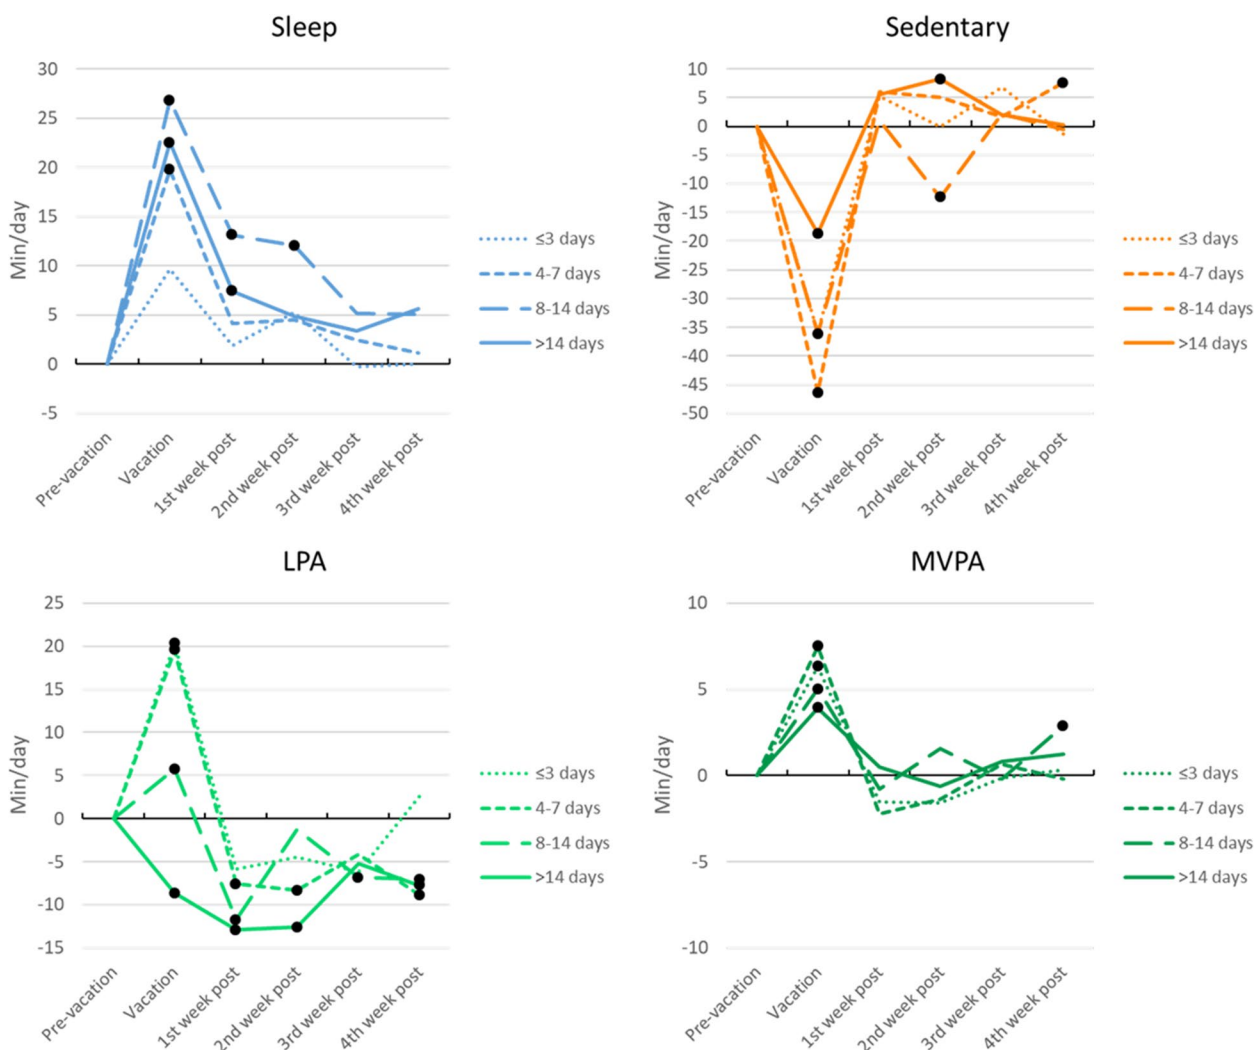 Sleep
30
25
20
15
10
5
0
-5
Min/day
Pre-vacation
Vacation
1st week post
2nd week post
3rd week post
4th week post
≤3 days
4-7 days
8-14 days
>14 days
Sedentary
10
5
0
-5
-10
-15
-20
-25
-30
-35
-40
-45
-50
Min/day
Pre-vacation
Vacation
1st week post
2nd week post
3rd week post
4th week post
≤3 days
4-7 days
8-14 days
>14 days
LPA
25
20
15
10
5
0
-5
-10
-15
Min/day
Pre-vacation
Vacation
1st week post
2nd week post
3rd week post
4th week post
≤3 days
4-7 days
8-14 days
>14 days
MVPA
10
5
0
-5
-10
Min/day
Pre-vacation
Vacation
1st week post
2nd week post
3rd week post
4th week post
≤3 days
4-7 days
8-14 days
>14 days